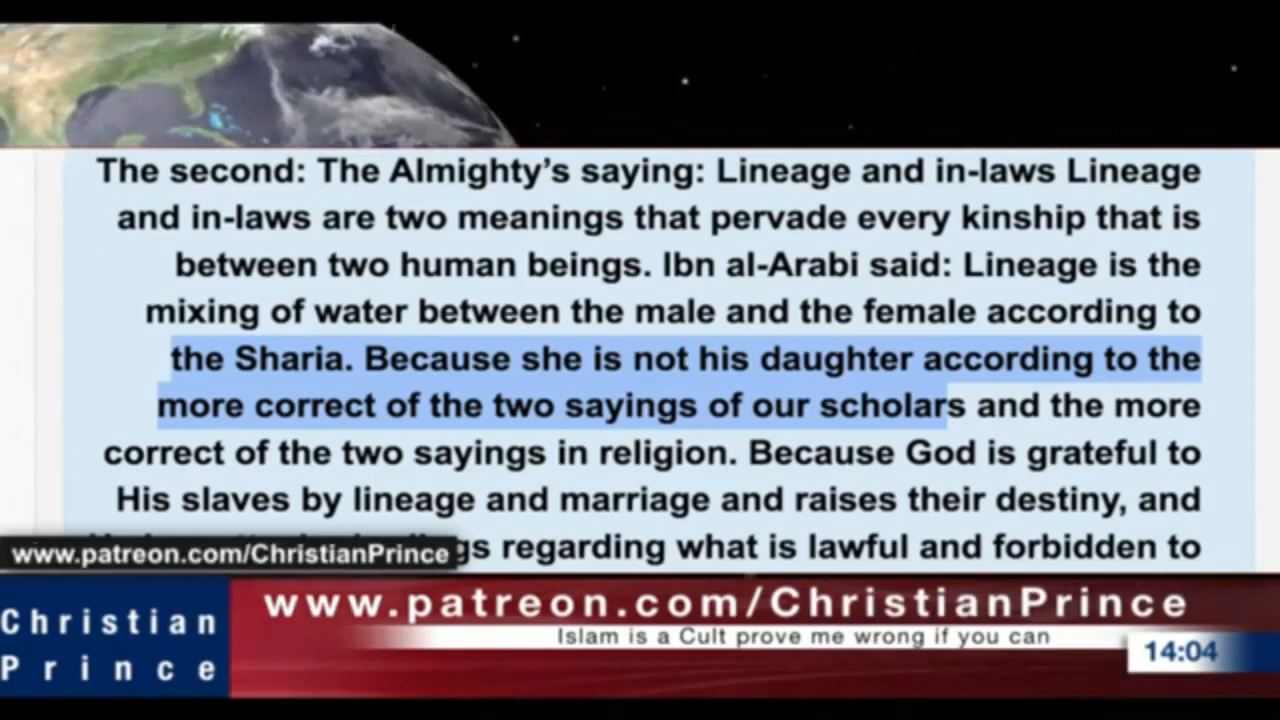 The second: The Almighty's saying: Lineage and in-laws Lineage
and in-laws are two meanings that pervade every kinship that is
between two human beings. Ibn al-Arabi said: Lineage is the
mixing of water between the male and the female according to
the Sharia. Because she is not his daughter according to the
more correct of the two sayings of our scholars and the more
correct of the two sayings in religion. Because God is grateful to
His slaves by lineage and marriage and raises their destiny, and
regarding what is lawful and forbidden to
www.patreon.com/ChristianPrince
www.patreon.com/ChristianPrince
Islam is a Cult prove me wrong if you can
Christian
Prince
14:04